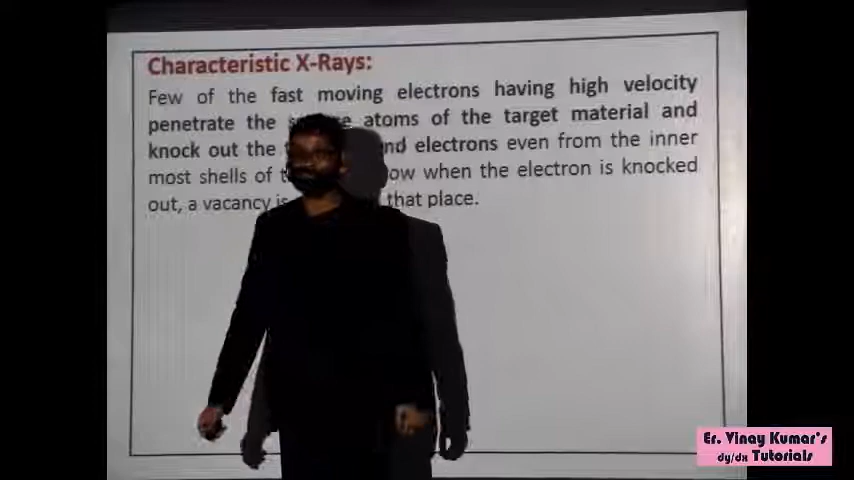 Characteristic X-Rays:
Few of the fast moving electrons having high velocity
penetrate the atoms of the target material and
knock out the electrons even from the inner
most shells of when the electron is knocked
out, a vacancy is that place.
Er. Vinay Kumar's
dy/dx Tutorials